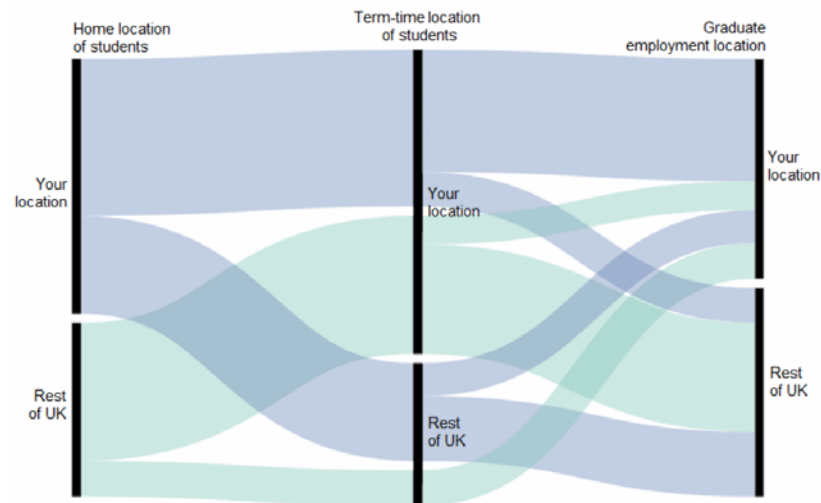 Home location
of students
Term-time location
of students
Graduate
employment location
Your
location
Your
location
Your
location
Rest
of UK
Rest
of UK
Rest
of UK